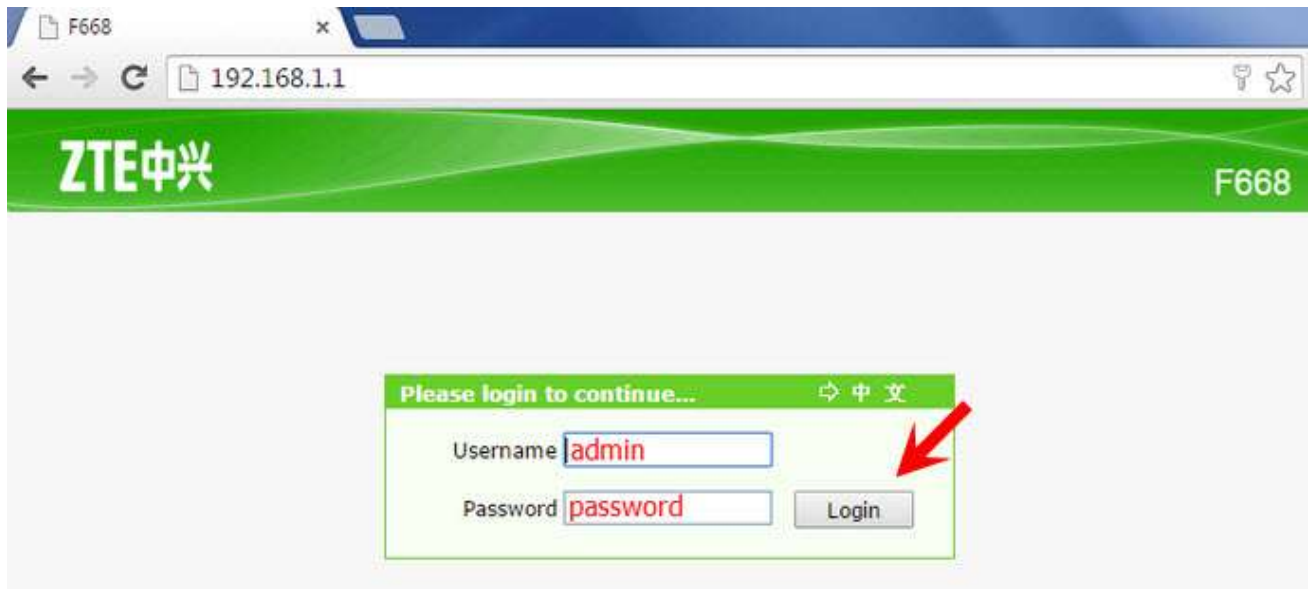 F668
192.168.1.1
ZTE中兴
F668
Please login to continue... 中 文
Username admin
Password password Login